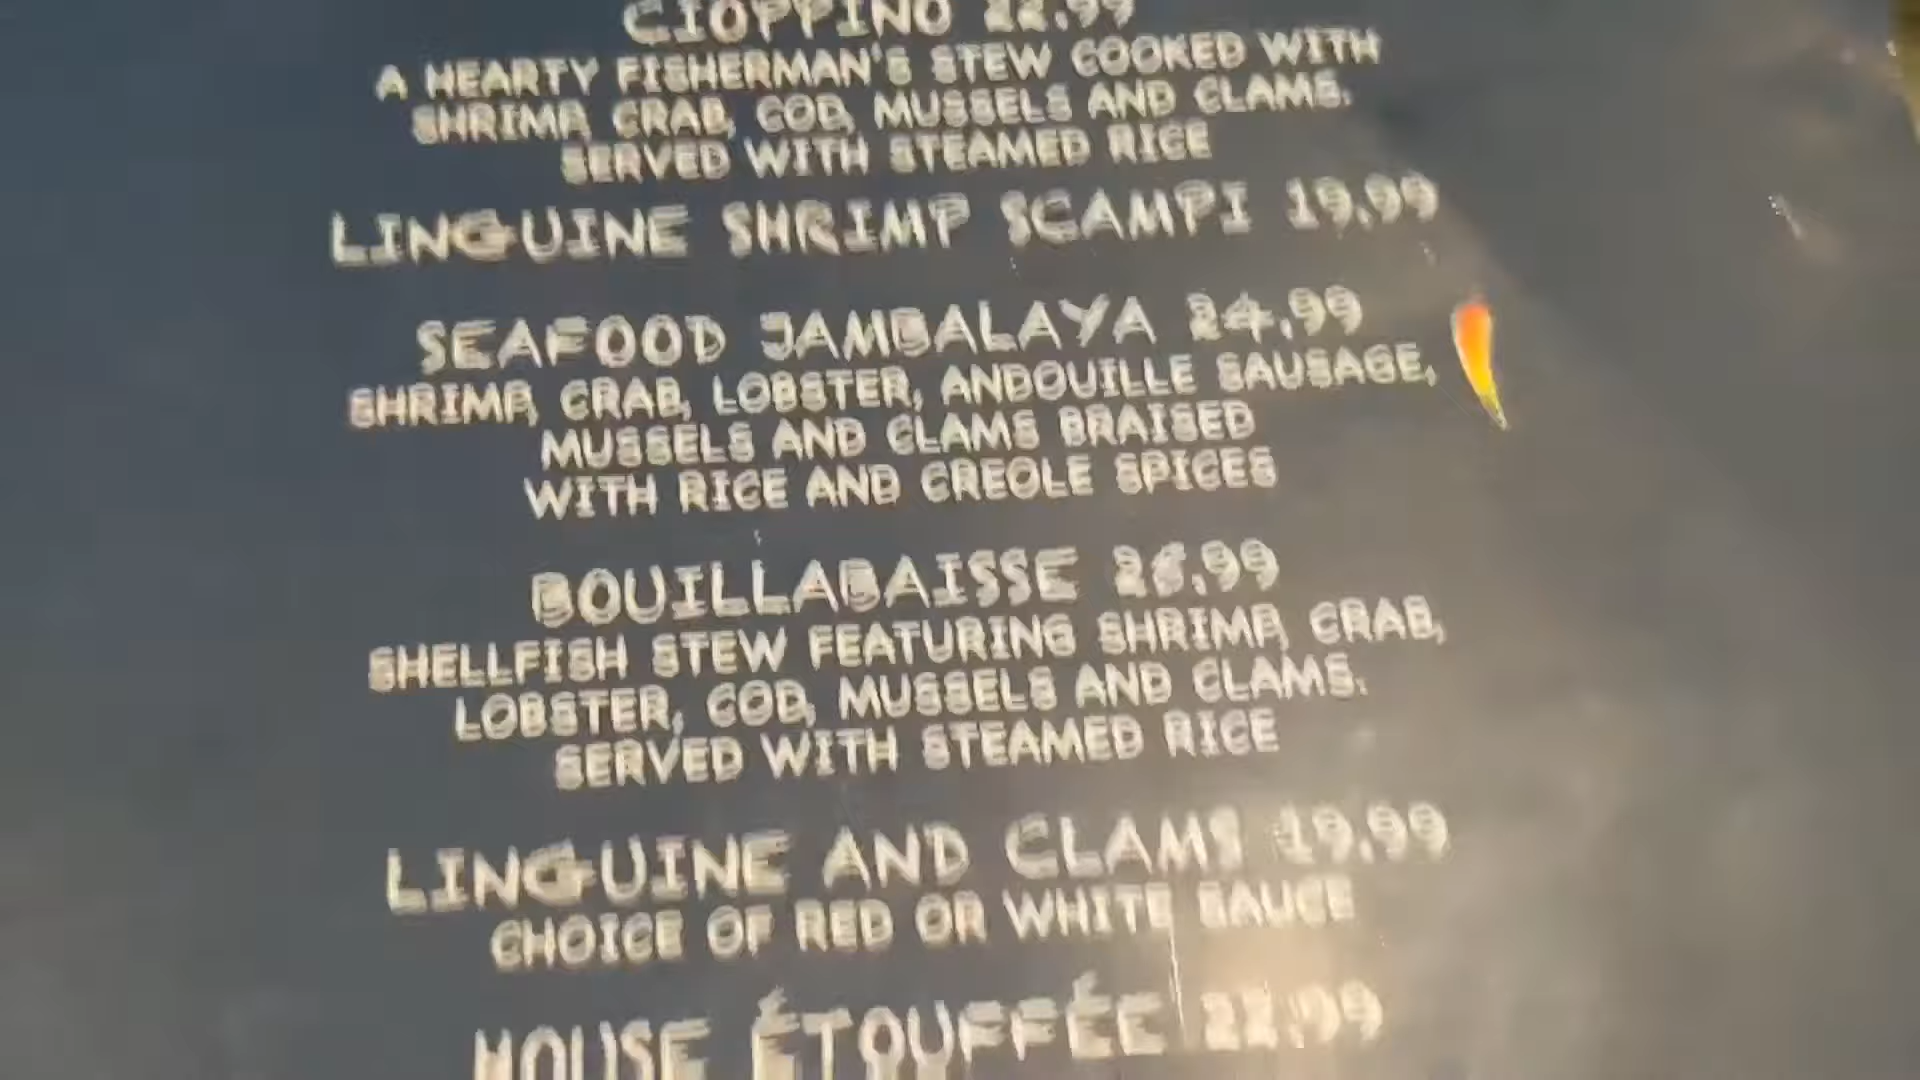 CIOPPINO 22.99
A HEARTY FISHERMAN'S STEW COOKED WITH
SHRIMP, CRAB, COD, MUSSELS AND CLAMS.
SERVED WITH STEAMED RICE
LINGUINE SHRIMP SCAMPI 19.99
SEAFOOD JAMBALAYA 24.99
SHRIMP, CRAB, LOBSTER, ANDOUILLE SAUSAGE,
MUSSELS AND CLAMS BRAISED
WITH RICE AND CREOLE SPICES
BOUILLABAISSE 26.99
SHELLFISH STEW FEATURING SHRIMP, CRAB,
LOBSTER, COD, MUSSELS AND CLAMS.
SERVED WITH STEAMED RICE
LINGUINE AND CLAMS 19.99
CHOICE OF RED OR WHITE SAUCE
HOUSE ÉTOUFFÉE